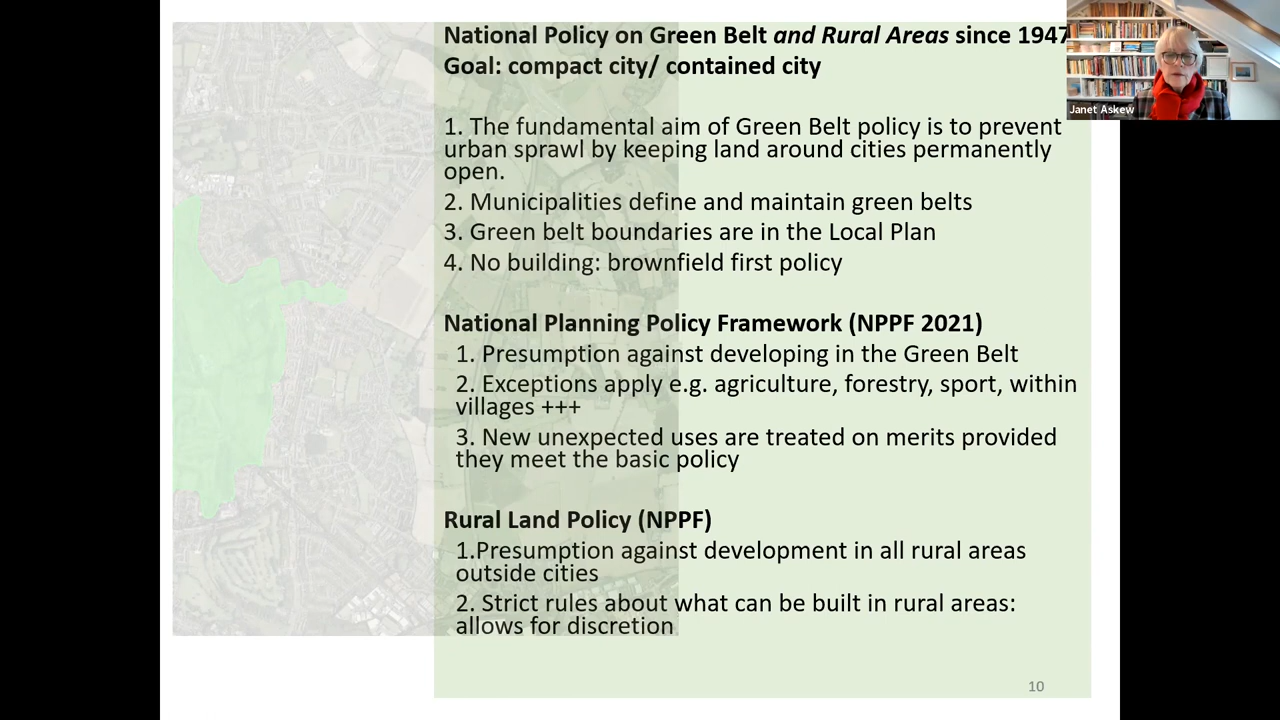 National Policy on Green Belt and Rural Areas since 1947
Goal: compact city/ contained city
Janet Askew
1. The fundamental aim of Green Belt policy is to prevent
urban sprawl by keeping land around cities permanently
open.
2. Municipalities define and maintain green belts
3. Green belt boundaries are in the Local Plan
4. No building: brownfield first policy
National Planning Policy Framework (NPPF 2021)
1. Presumption against developing in the Green Belt
2. Exceptions apply e.g. agriculture, forestry, sport, within
villages +++
3. New unexpected uses are treated on merits provided
they meet the basic policy
Rural Land Policy (NPPF)
1.Presumption against development in all rural areas
outside cities
2. Strict rules about what can be built in rural areas:
allows for discretion
10